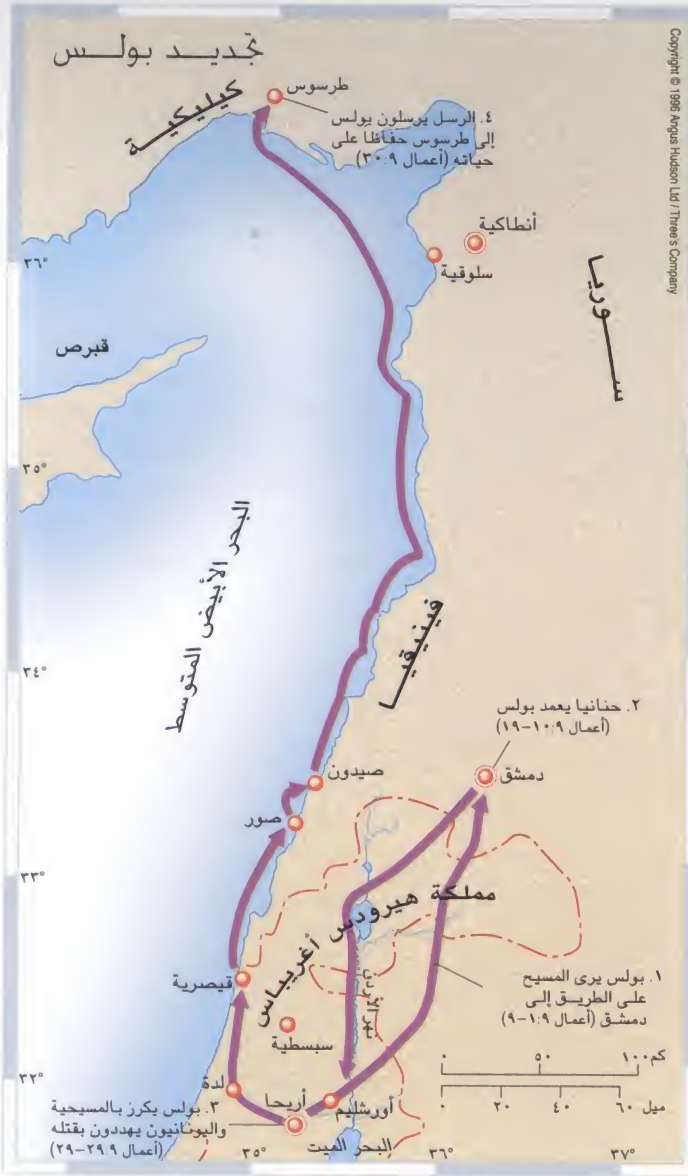 تجديد بولس
Copyright © 1996 Angus Hudson Ltd / Three's Company
كيليكية
طرسوس
٤. الرسل يرسلون بولس
إلى طرسوس حفاظا على
حياته (أعمال ٩:٣٠)
أنطاكية
سلوقية
سوريا
٣٦°
قبرص
٣٥°
البحر الأبيض المتوسط
فينيقيا
٣٤°
٢. حنانيا يعمد بولس
(أعمال ٩:١٠-١٩)
دمشق
صيدون
صور
٣٣°
مملكة هيرودس أغريباس
١. بولس يرى المسيح
على الطريق إلى
دمشق (أعمال ٩:١-٩)
قيصرية
نهر الأردن
سبسطية
كم ١٠٠ ٥٠ ٠
ميل ٦٠ ٤٠ ٢٠ ٠
٣٢°
لدة
أريحا
أورشليم
٣. بولس يكرز بالمسيحية
واليونانيون يهددون بقتله
(أعمال ٩:٢٩-٢٩)
البحر الميت
٣٥°
٣٦°
٣٧°